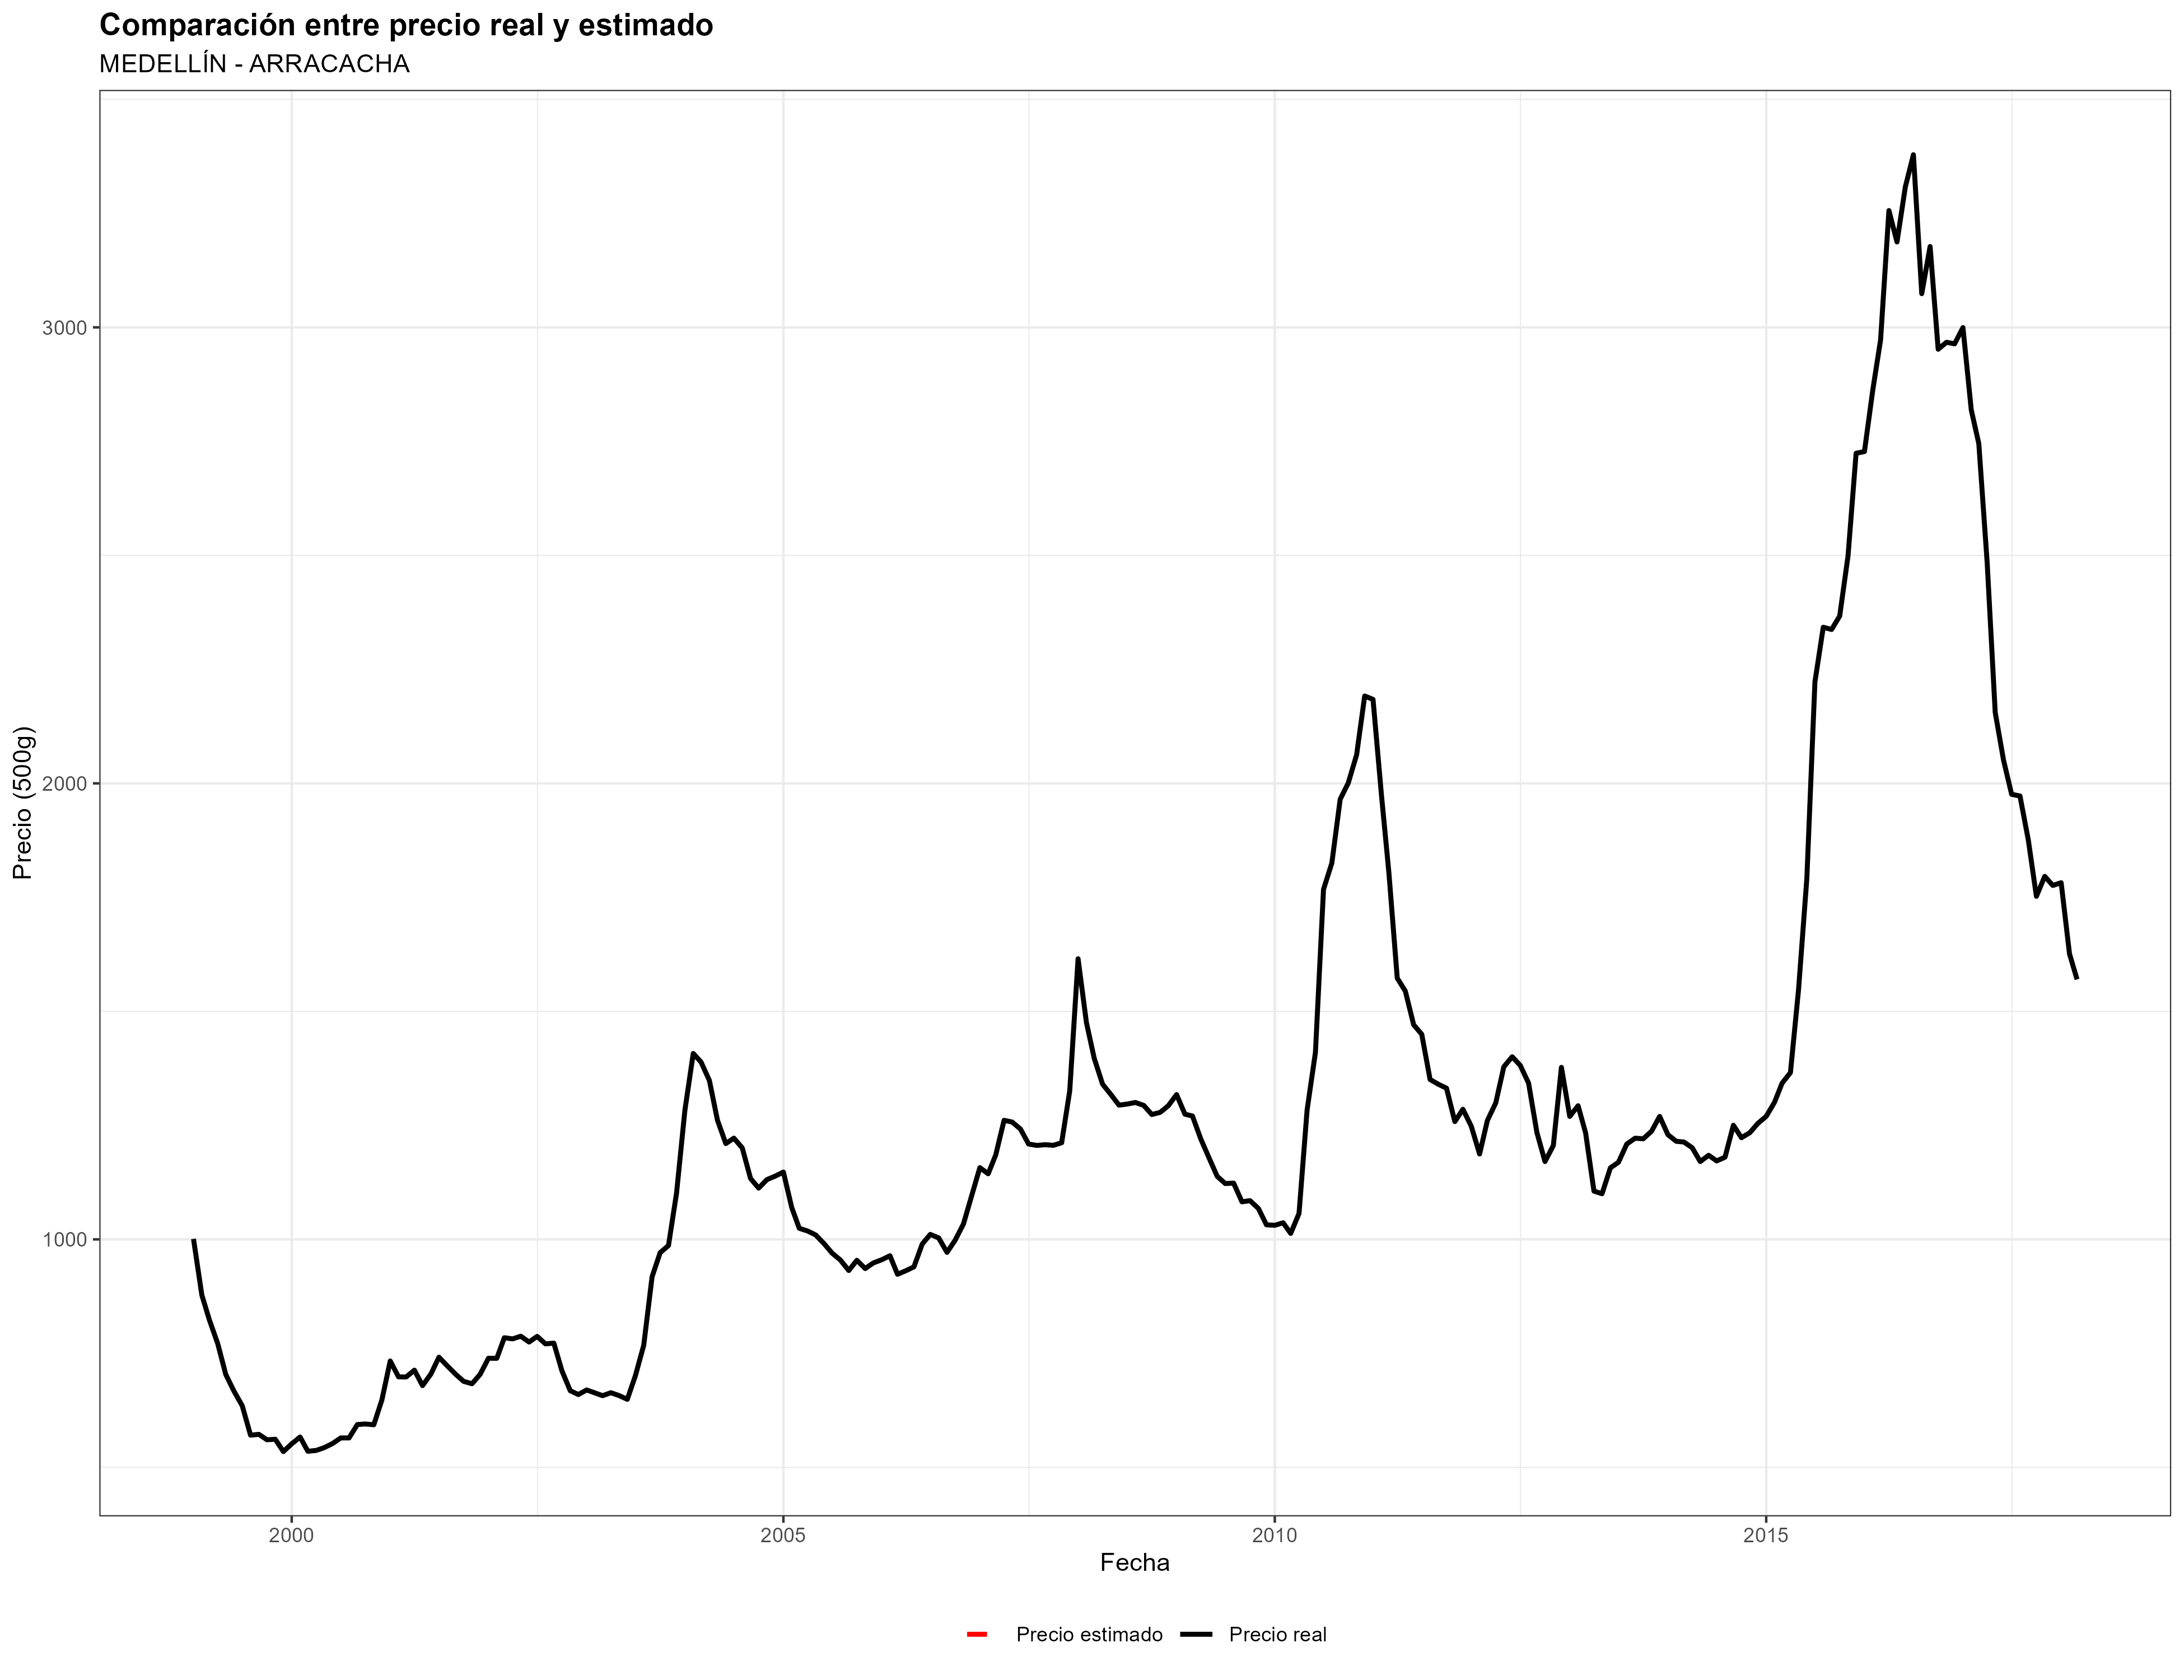 Comparación entre precio real y estimado
MEDELLÍN - ARRACACHA
Precio (500g)
3000
2000
1000
2000
2005
2010
2015
Fecha
Precio estimado
Precio real